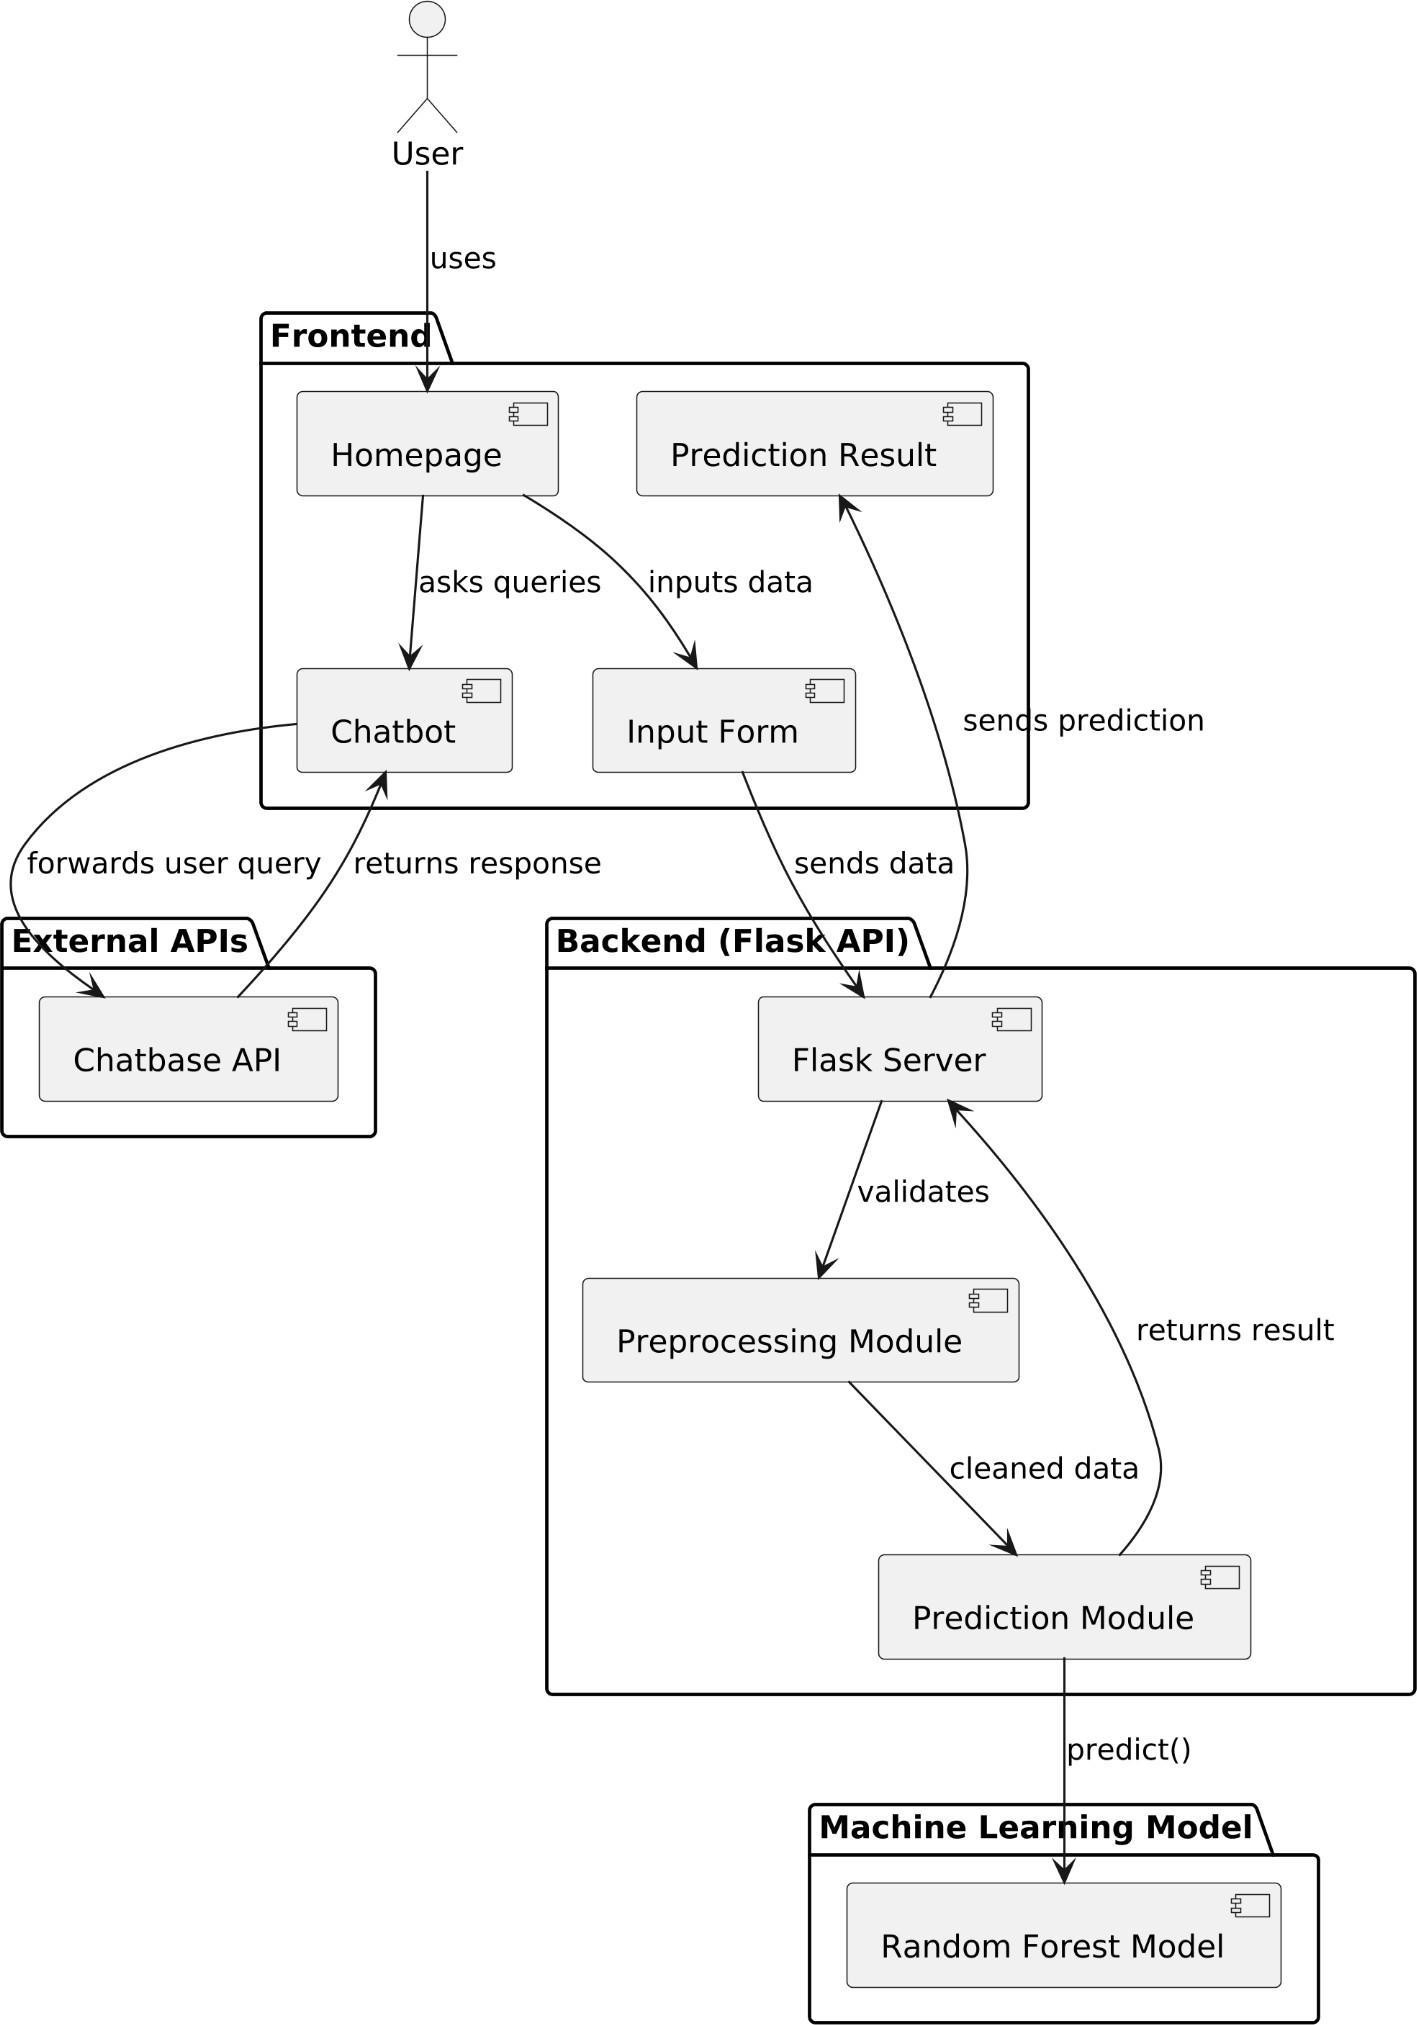 User
uses
Frontend
Homepage
Prediction Result
asks queries
inputs data
Chatbot
Input Form
sends prediction
forwards user query
returns response
sends data
External APIs
Backend (Flask API)
Chatbase API
Flask Server
validates
Preprocessing Module
returns result
cleaned data
Prediction Module
predict()
Machine Learning Model
Random Forest Model